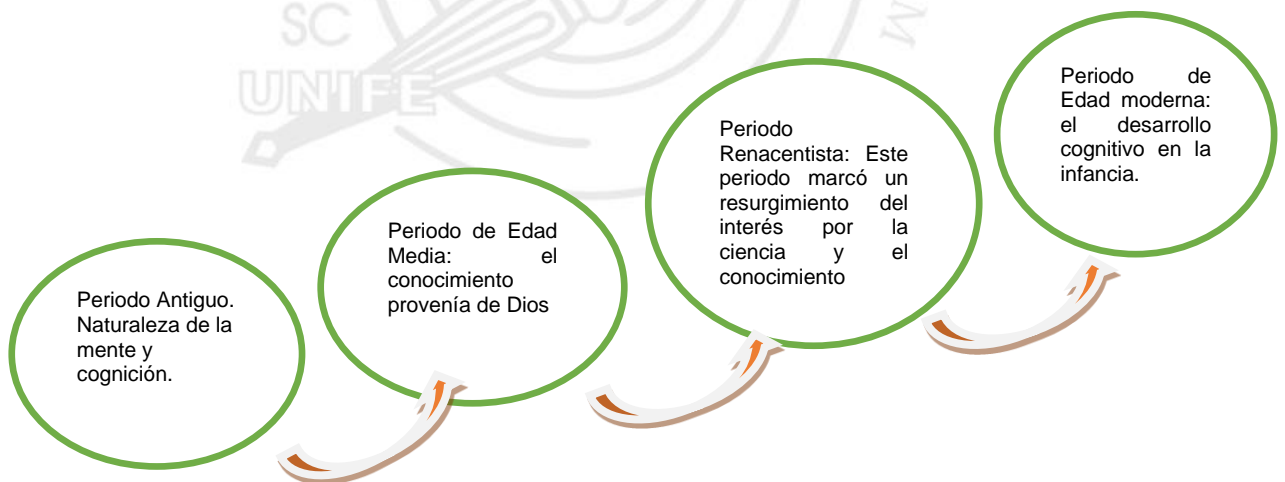 SC
UNIFE
M
Periodo Antiguo.
Naturaleza de la
mente y
cognición.
Periodo de Edad
Media: el
conocimiento
provenía de Dios
Periodo
Renacentista: Este
periodo marcó un
resurgimiento del
interés por la
ciencia y el
conocimiento
Periodo de
Edad moderna:
el desarrollo
cognitivo en la
infancia.